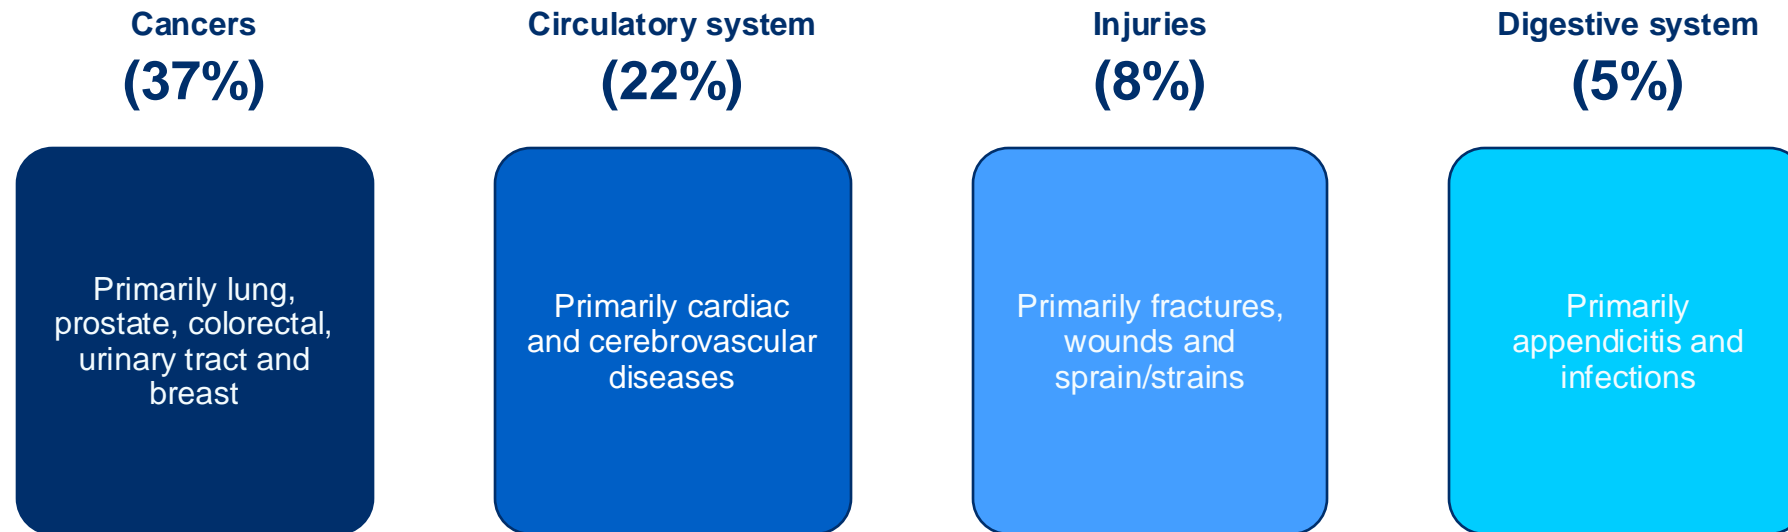 Cancers
(37%)
Primarily lung,
prostate, colorectal,
urinary tract and
breast
Circulatory system
(22%)
Primarily cardiac
and cerebrovascular
diseases
Injuries
(8%)
Primarily fractures,
wounds and
sprain/strains
Digestive system
(5%)
Primarily
appendicitis and
infections